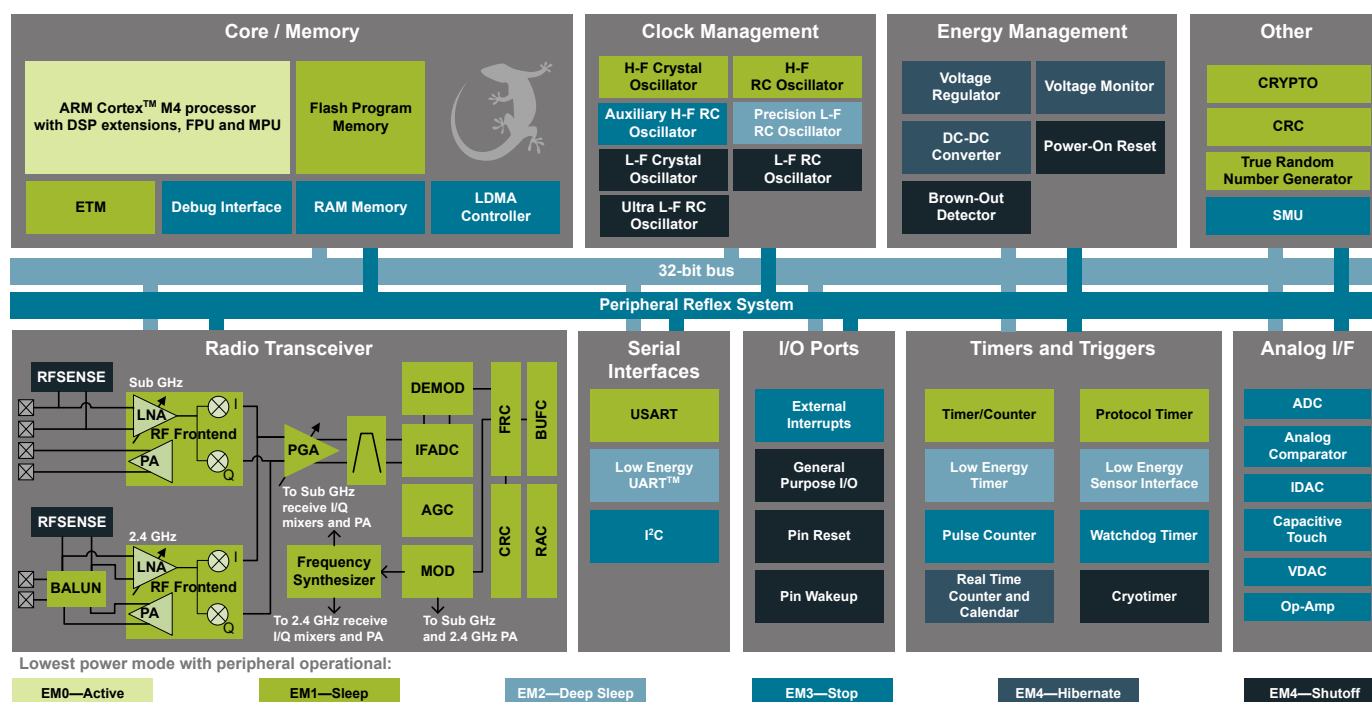 Core / Memory
ARM Cortex™ M4 processor
with DSP extensions, FPU and MPU
Flash Program
Memory
ETM
Debug Interface
RAM Memory
LDMA
Controller
Clock Management
H-F Crystal
Oscillator
H-F
RC Oscillator
Auxiliary H-F RC
Oscillator
Precision L-F
RC Oscillator
L-F Crystal
Oscillator
L-F RC
Oscillator
Ultra L-F RC
Oscillator
Energy Management
Voltage
Regulator
Voltage Monitor
DC-DC
Converter
Power-On Reset
Brown-Out
Detector
Other
CRYPTO
CRC
True Random
Number Generator
SMU
32-bit bus
Peripheral Reflex System
Radio Transceiver
RFSENSE
Sub GHz
LNA
I
RF Frontend
PA
Q
PGA
To Sub GHz
receive I/Q
mixers and PA
DEMOD
IFADC
AGC
MOD
FRC
BUFC
CRC
RAC
RFSENSE
2.4 GHz
LNA
I
RF Frontend
BALUN
PA
Q
Frequency
Synthesizer
To 2.4 GHz receive
I/Q mixers and PA
To Sub GHz
and 2.4 GHz PA
Serial
Interfaces
USART
Low Energy
UART™
I²C
I/O Ports
External
Interrupts
General
Purpose I/O
Pin Reset
Pin Wakeup
Timers and Triggers
Timer/Counter
Protocol Timer
Low Energy
Timer
Low Energy
Sensor Interface
Pulse Counter
Watchdog Timer
Real Time
Counter and
Calendar
Cryotimer
Analog I/F
ADC
Analog
Comparator
IDAC
Capacitive
Touch
VDAC
Op-Amp
Lowest power mode with peripheral operational:
EM0—Active
EM1—Sleep
EM2—Deep Sleep
EM3—Stop
EM4—Hibernate
EM4—Shutoff